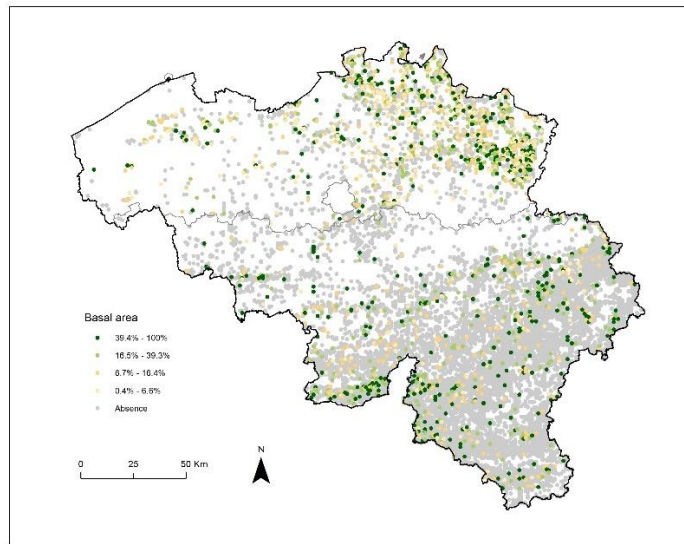 Basal area
39.4% - 100%
16.5% - 39.3%
6.7% - 16.4%
0.4% - 6.6%
Absence
N
0 25 50 Km